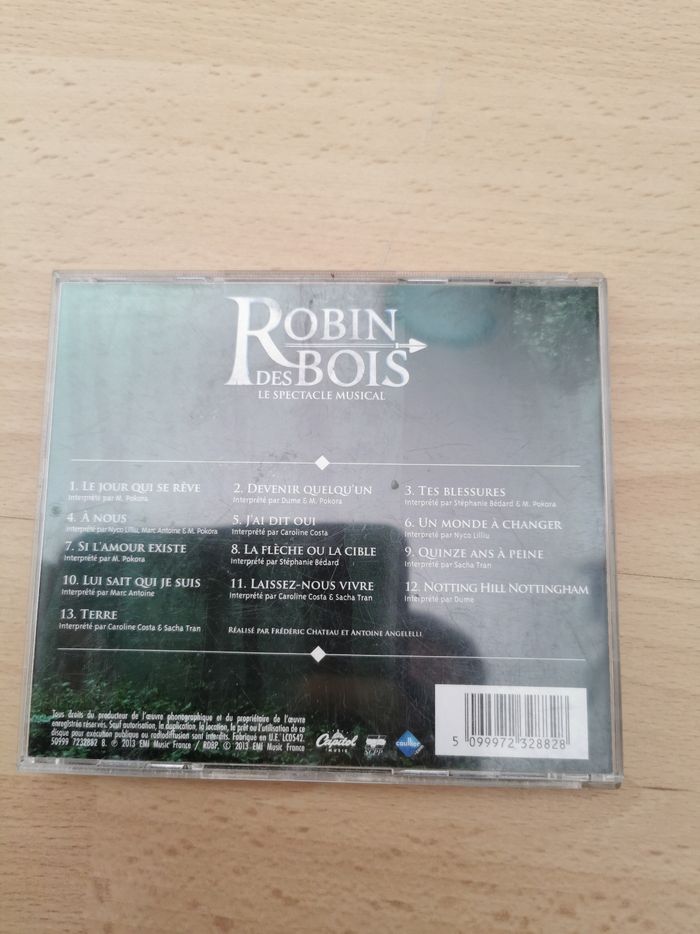 ROBIN
DES BOIS
LE SPECTACLE MUSICAL
1. LE JOUR QUI SE RÊVE
Interprété par M. Pokora
2. DEVENIR QUELQU'UN
Interprété par Dume & M. Pokora
3. TES BLESSURES
Interprété par Stéphanie Bédard & M. Pokora
4. À NOUS
Interprété par Nyco Lilliu, Marc Antoine & M. Pokora
5. J'AI DIT OUI
Interprété par Caroline Costa
6. UN MONDE À CHANGER
Interprété par Nyco Lilliu
7. SI L'AMOUR EXISTE
Interprété par M. Pokora
8. LA FLÈCHE OU LA CIBLE
Interprété par Stéphanie Bédard
9. QUINZE ANS À PEINE
Interprété par Sacha Tran
10. LUI SAIT QUI JE SUIS
Interprété par Marc Antoine
11. LAISSEZ-NOUS VIVRE
Interprété par Caroline Costa & Sacha Tran
12. NOTTING HILL NOTTINGHAM
Interprété par Dume
13. TERRE
Interprété par Caroline Costa & Sacha Tran
RÉALISÉ PAR FRÉDÉRIC CHATEAU ET ANTOINE ANGELELLI
Tous droits du producteur de l'œuvre phonographique et du propriétaire de l'œuvre
enregistrée réservés. Sauf autorisation, la duplication, la location, le prêt ou l'utilisation de ce
disque pour exécution publique ou radiodiffusion sont interdits. Fabriqué en U.E. LC0542.
50999 7232882 8. ℗ 2013 EMI Music France / RDBP. © 2013 EMI Music France
Capitol
MUSIC
SCPP
caulier
5 099972 328828